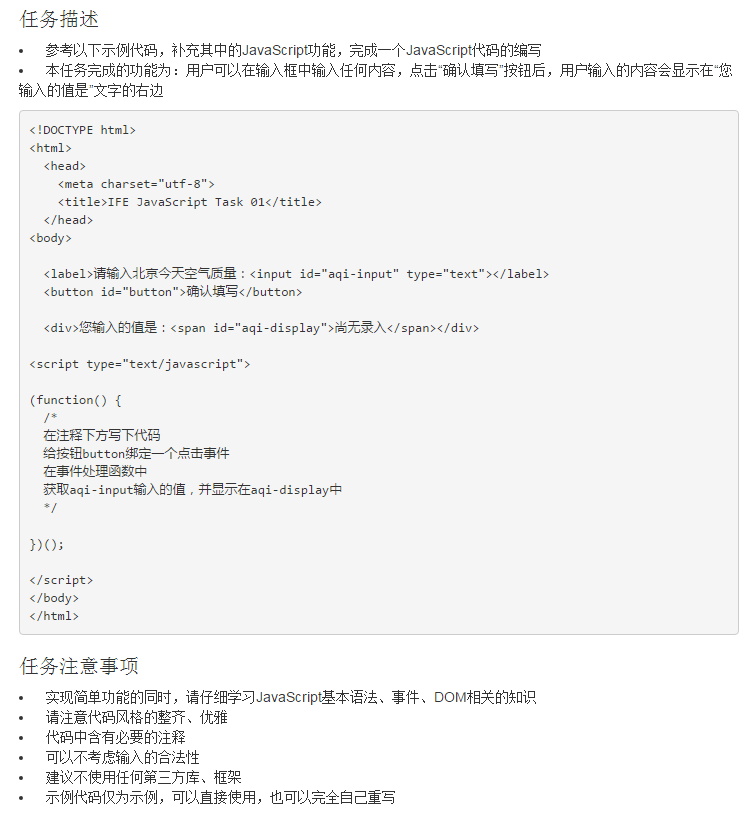 任务描述
• 参考以下示例代码，补充其中的JavaScript功能，完成一个JavaScript代码的编写
• 本任务完成的功能为：用户可以在输入框中输入任何内容，点击“确认填写”按钮后，用户输入的内容会显示在“您
输入的值是”文字的右边
<!DOCTYPE html>
<html>
  <head>
    <meta charset="utf-8">
    <title>IFE JavaScript Task 01</title>
  </head>
<body>
  <label>请输入北京今天空气质量：<input id="aqi-input" type="text"></label>
  <button id="button">确认填写</button>
  <div>您输入的值是：<span id="aqi-display">尚无录入</span></div>
<script type="text/javascript">
(function() {
  /*
  在注释下方写下代码
  给按钮button绑定一个点击事件
  在事件处理函数中
  获取aqi-input输入的值，并显示在aqi-display中
  */
})();
</script>
</body>
</html>
任务注意事项
• 实现简单功能的同时，请仔细学习JavaScript基本语法、事件、DOM相关的知识
• 请注意代码风格的整齐、优雅
• 代码中含有必要的注释
• 可以不考虑输入的合法性
• 建议不使用任何第三方库、框架
• 示例代码仅为示例，可以直接使用，也可以完全自己重写